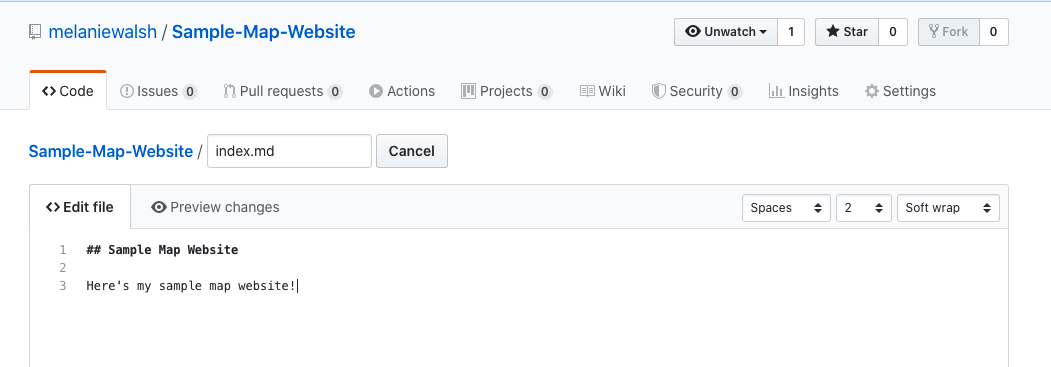 melaniewalsh / Sample-Map-Website
Unwatch 1 Star 0 Fork 0
Code Issues 0 Pull requests 0 Actions Projects 0 Wiki Security 0 Insights Settings
Sample-Map-Website / index.md Cancel
Edit file Preview changes Spaces 2 Soft wrap
1 ## Sample Map Website
2
3 Here's my sample map website!